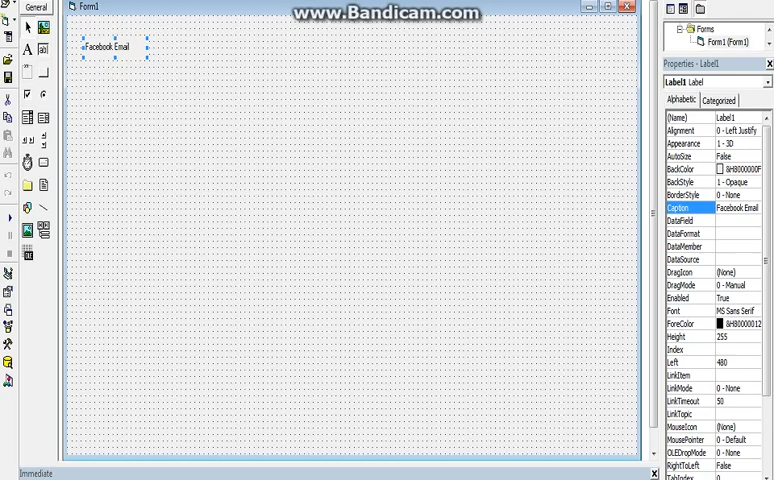 Form1
www.Bandicam.com
General
Facebook Email
Forms
Form1 (Form1)
Properties - Label1
Label1 Label
Alphabetic Categorized
(Name) Label1
Alignment 0 - Left Justify
Appearance 1 - 3D
AutoSize False
BackColor &H8000000F
BackStyle 1 - Opaque
BorderStyle 0 - None
Caption Facebook Email
DataField
DataFormat
DataMember
DataSource
DragIcon (None)
DragMode 0 - Manual
Enabled True
Font MS Sans Serif
ForeColor &H80000012
Height 255
Index
Left 480
LinkItem
LinkMode 0 - None
LinkTimeout 50
LinkTopic
MouseIcon (None)
MousePointer 0 - Default
OLEDropMode 0 - None
RightToLeft False
TabIndex 0
Immediate